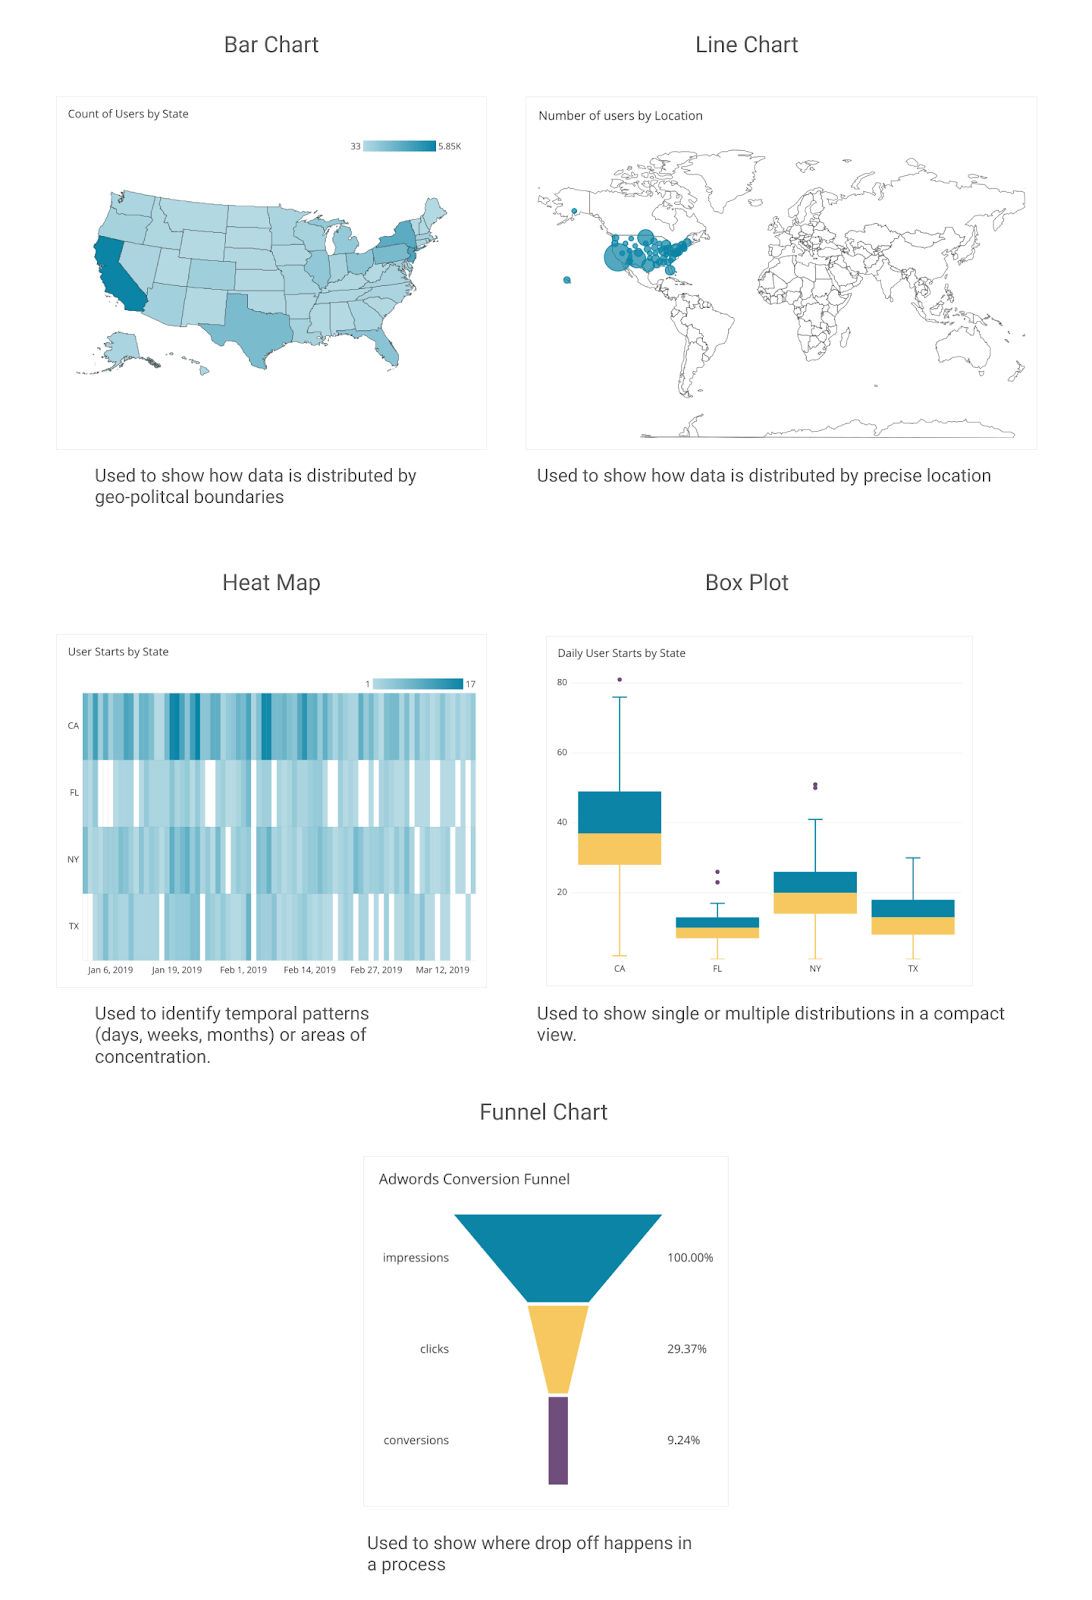 Bar Chart
Line Chart
Count of Users by State
33
5.85K
Number of users by Location
Used to show how data is distributed by
geo-politcal boundaries
Used to show how data is distributed by precise location
Heat Map
Box Plot
User Starts by State
1
17
CA
FL
NY
TX
Jan 6, 2019
Jan 19, 2019
Feb 1, 2019
Feb 14, 2019
Feb 27, 2019
Mar 12, 2019
Daily User Starts by State
80
60
40
20
CA
FL
NY
TX
Used to identify temporal patterns
(days, weeks, months) or areas of
concentration.
Used to show single or multiple distributions in a compact
view.
Funnel Chart
Adwords Conversion Funnel
impressions
100.00%
clicks
29.37%
conversions
9.24%
Used to show where drop off happens in
a process